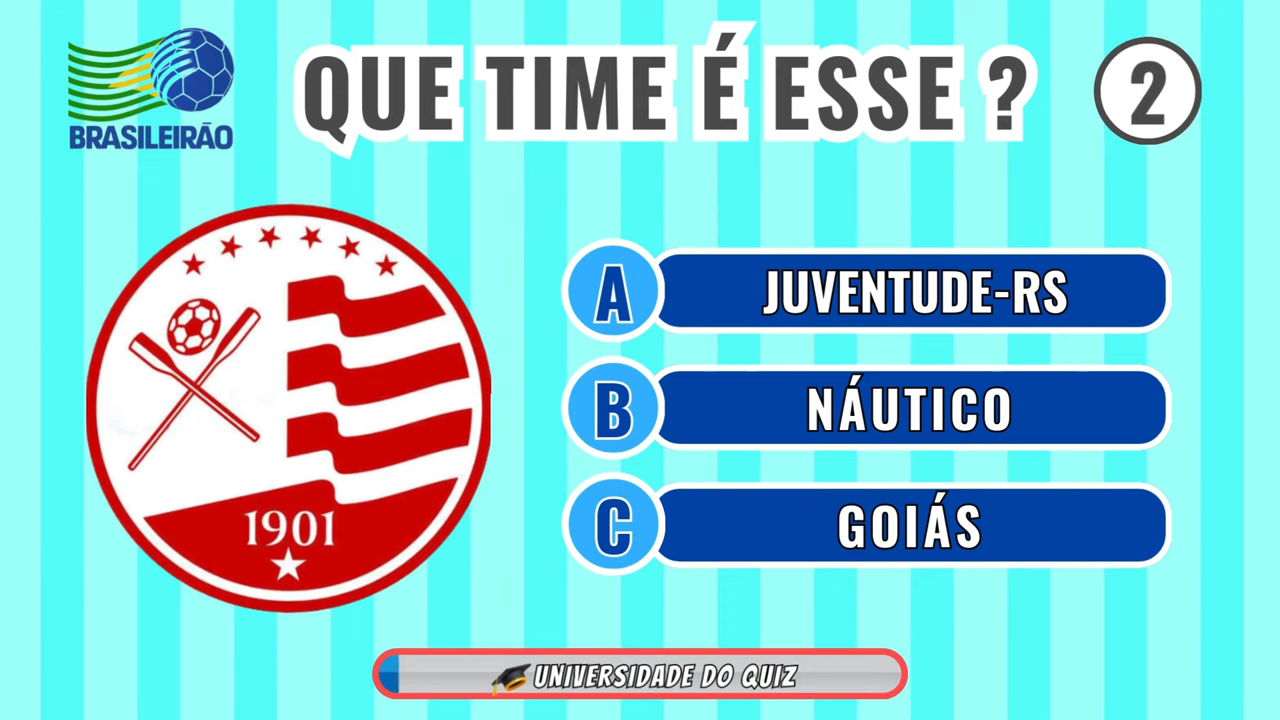 BRASILEIRÃO
QUE TIME É ESSE ?
2
1901
A JUVENTUDE-RS
B NÁUTICO
C GOIÁS
UNIVERSIDADE DO QUIZ